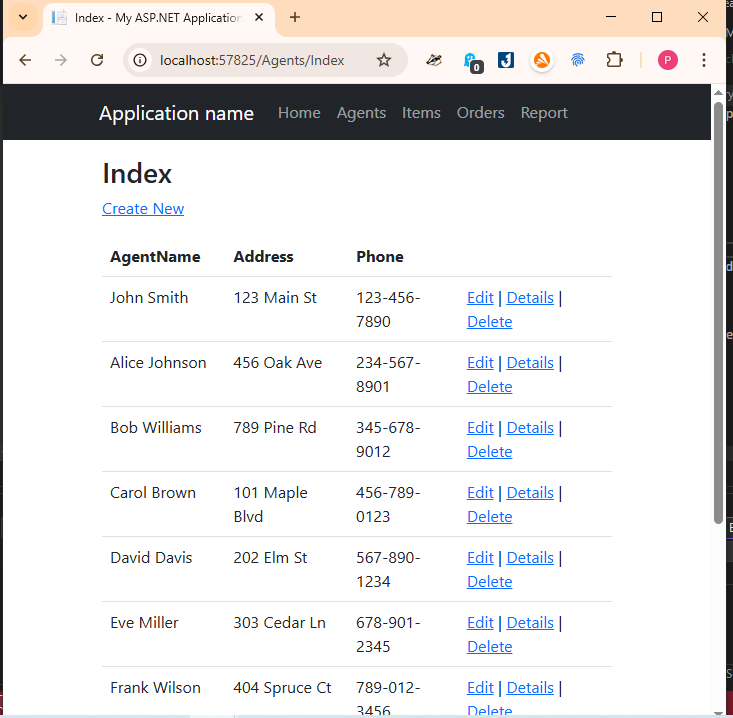 Index - My ASP.NET Application
localhost:57825/Agents/Index
0
P
Application name Home Agents Items Orders Report
Index
Create New
AgentName Address Phone
John Smith 123 Main St 123-456-
7890
Edit | Details |
Delete
Alice Johnson 456 Oak Ave 234-567-
8901
Edit | Details |
Delete
Bob Williams 789 Pine Rd 345-678-
9012
Edit | Details |
Delete
Carol Brown 101 Maple
Blvd
456-789-
0123
Edit | Details |
Delete
David Davis 202 Elm St 567-890-
1234
Edit | Details |
Delete
Eve Miller 303 Cedar Ln 678-901-
2345
Edit | Details |
Delete
Frank Wilson 404 Spruce Ct 789-012-
3456
Edit | Details |
Delete